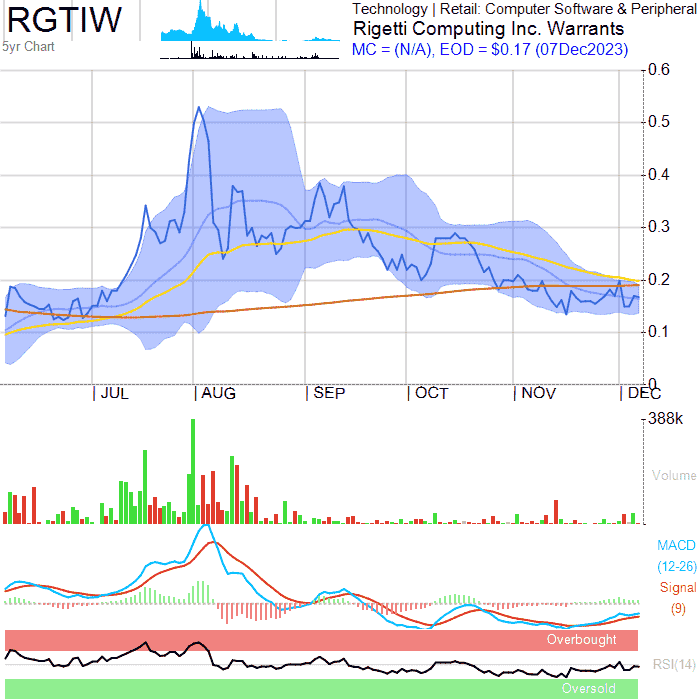 RGTIW
5yr Chart
Technology | Retail: Computer Software & Peripheral
Rigetti Computing Inc. Warrants
MC = (N/A), EOD = $0.17 (07Dec2023)
0.6
0.5
0.4
0.3
0.2
0.1
0
JUL AUG SEP OCT NOV DEC
388k
Volume
MACD
(12-26)
Signal
(9)
Overbought
RSI(14)
Oversold